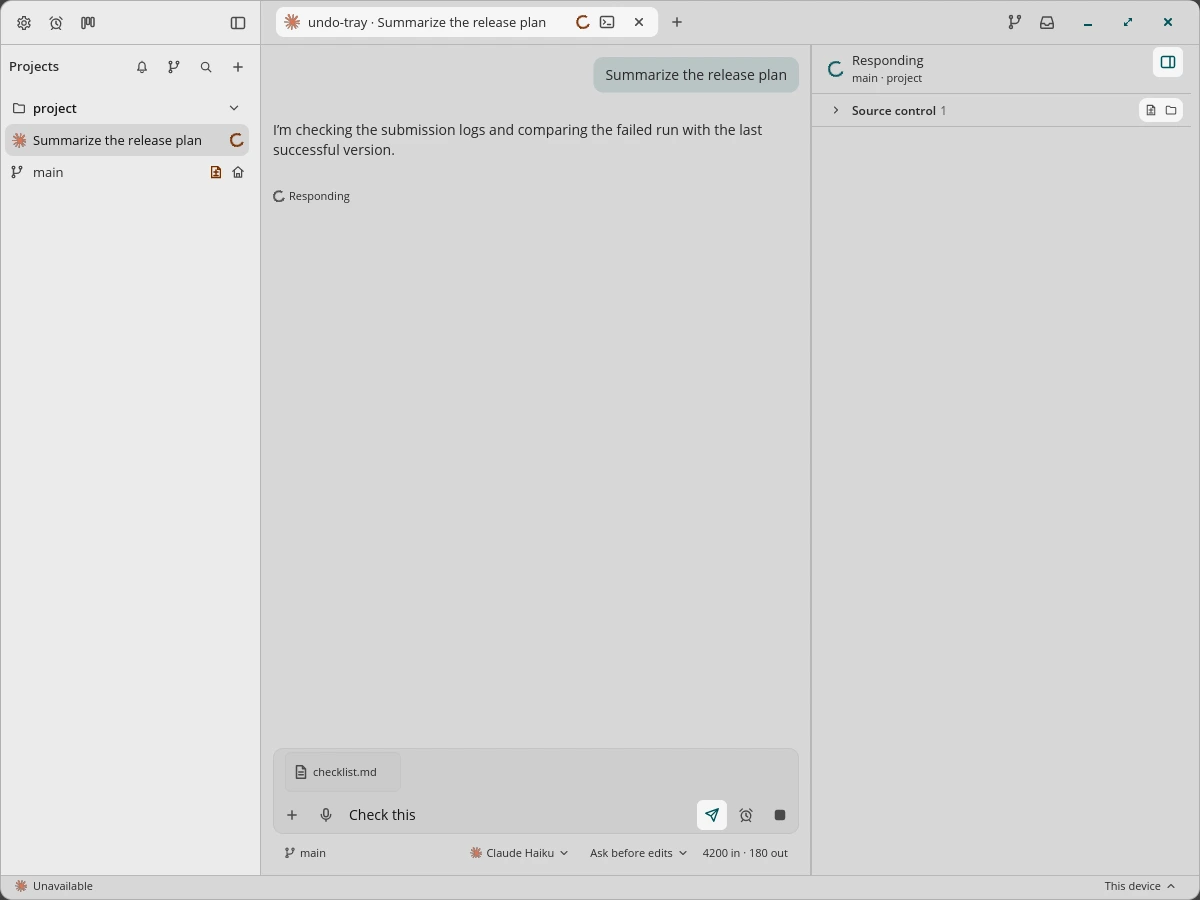 undo-tray · Summarize the release plan
Projects
project
Summarize the release plan
main
Summarize the release plan
I'm checking the submission logs and comparing the failed run with the last
successful version.
Responding
checklist.md
Check this
main
Claude Haiku
Ask before edits
4200 in · 180 out
Responding
main · project
Source control 1
Unavailable
This device